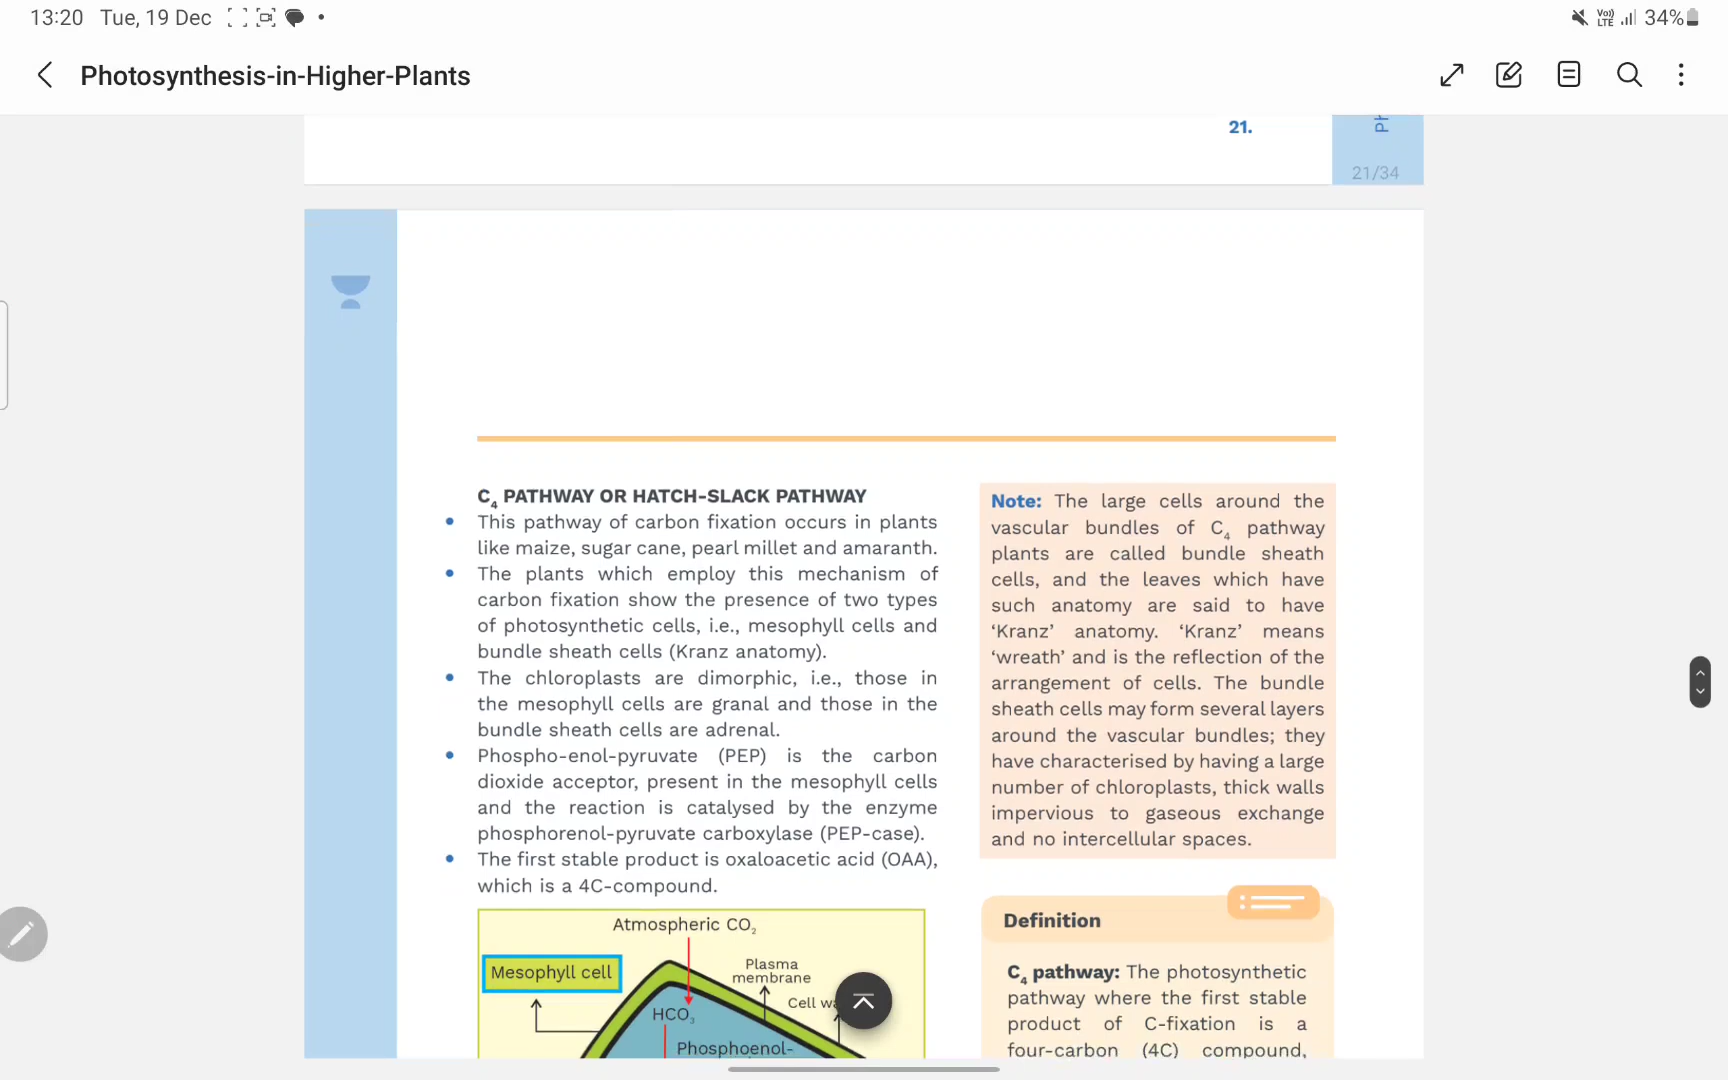 13:20 Tue, 19 Dec
Vo)) LTE 34%
Photosynthesis-in-Higher-Plants
21.
Ph
21/34
C₄ PATHWAY OR HATCH-SLACK PATHWAY
• This pathway of carbon fixation occurs in plants
like maize, sugar cane, pearl millet and amaranth.
• The plants which employ this mechanism of
carbon fixation show the presence of two types
of photosynthetic cells, i.e., mesophyll cells and
bundle sheath cells (Kranz anatomy).
• The chloroplasts are dimorphic, i.e., those in
the mesophyll cells are granal and those in the
bundle sheath cells are adrenal.
• Phospho-enol-pyruvate (PEP) is the carbon
dioxide acceptor, present in the mesophyll cells
and the reaction is catalysed by the enzyme
phosphorenol-pyruvate carboxylase (PEP-case).
• The first stable product is oxaloacetic acid (OAA),
which is a 4C-compound.
Atmospheric CO₂
Mesophyll cell
Plasma
membrane
Cell wa
HCO₃
Phosphoenol-
Note: The large cells around the
vascular bundles of C₄ pathway
plants are called bundle sheath
cells, and the leaves which have
such anatomy are said to have
‘Kranz’ anatomy. ‘Kranz’ means
‘wreath’ and is the reflection of the
arrangement of cells. The bundle
sheath cells may form several layers
around the vascular bundles; they
have characterised by having a large
number of chloroplasts, thick walls
impervious to gaseous exchange
and no intercellular spaces.
Definition
C₄ pathway: The photosynthetic
pathway where the first stable
product of C-fixation is a
four-carbon (4C) compound,